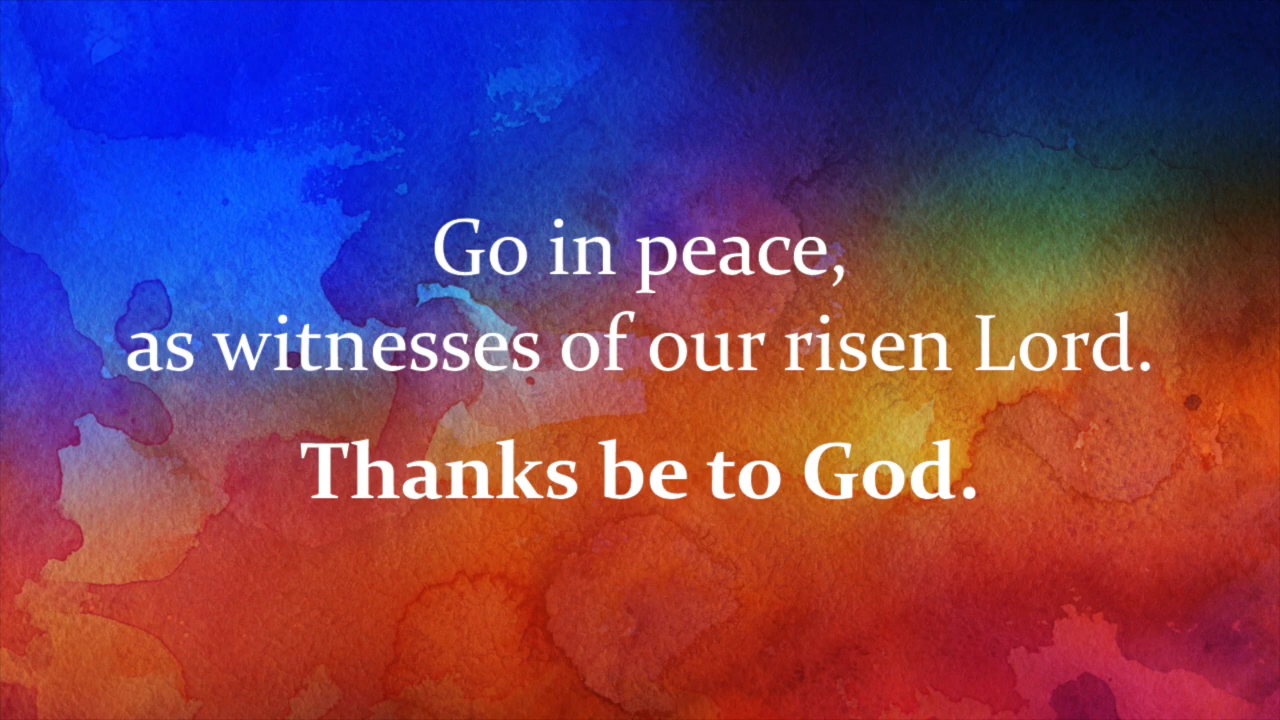 Go in peace,
as witnesses of our risen Lord.
Thanks be to God.